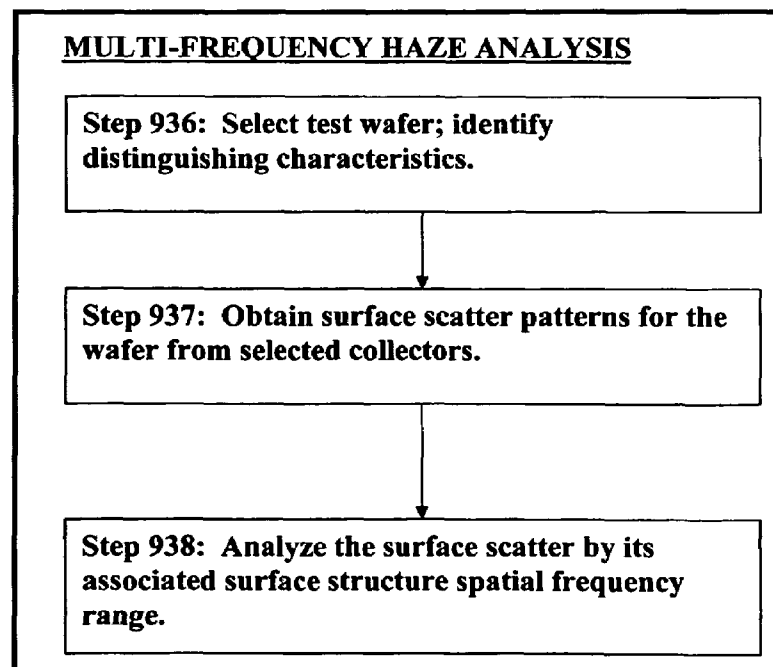 MULTI-FREQUENCY HAZE ANALYSIS
Step 936: Select test wafer; identify
distinguishing characteristics.
Step 937: Obtain surface scatter patterns for the
wafer from selected collectors.
Step 938: Analyze the surface scatter by its
associated surface structure spatial frequency
range.